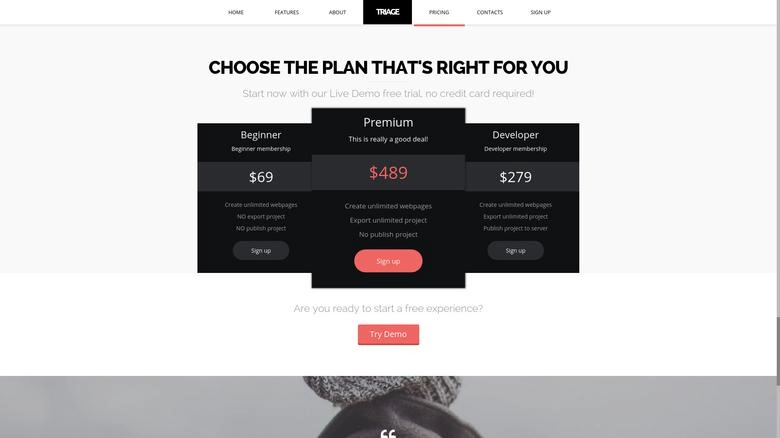 HOME
FEATURES
ABOUT
TRIAGE
PRICING
CONTACTS
SIGN UP
CHOOSE THE PLAN THAT'S RIGHT FOR YOU
Start now with our Live Demo free trial, no credit card required!
Beginner
Beginner membership
$69
Create unlimited webpages
NO export project
NO publish project
Sign up
Premium
This is really a good deal!
$489
Create unlimited webpages
Export unlimited project
No publish project
Sign up
Developer
Developer membership
$279
Create unlimited webpages
Export unlimited project
Publish project to server
Sign up
Are you ready to start a free experience?
Try Demo
“